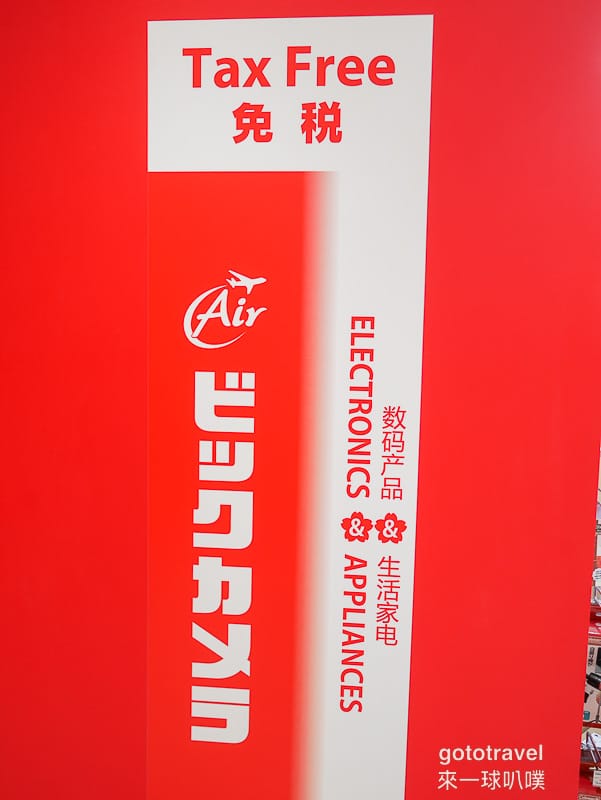 Tax Free
免税
Air
ビックカメラ
ELECTRONICS & APPLIANCES
数码产品 & 生活家电
gototravel
來一球叭噗